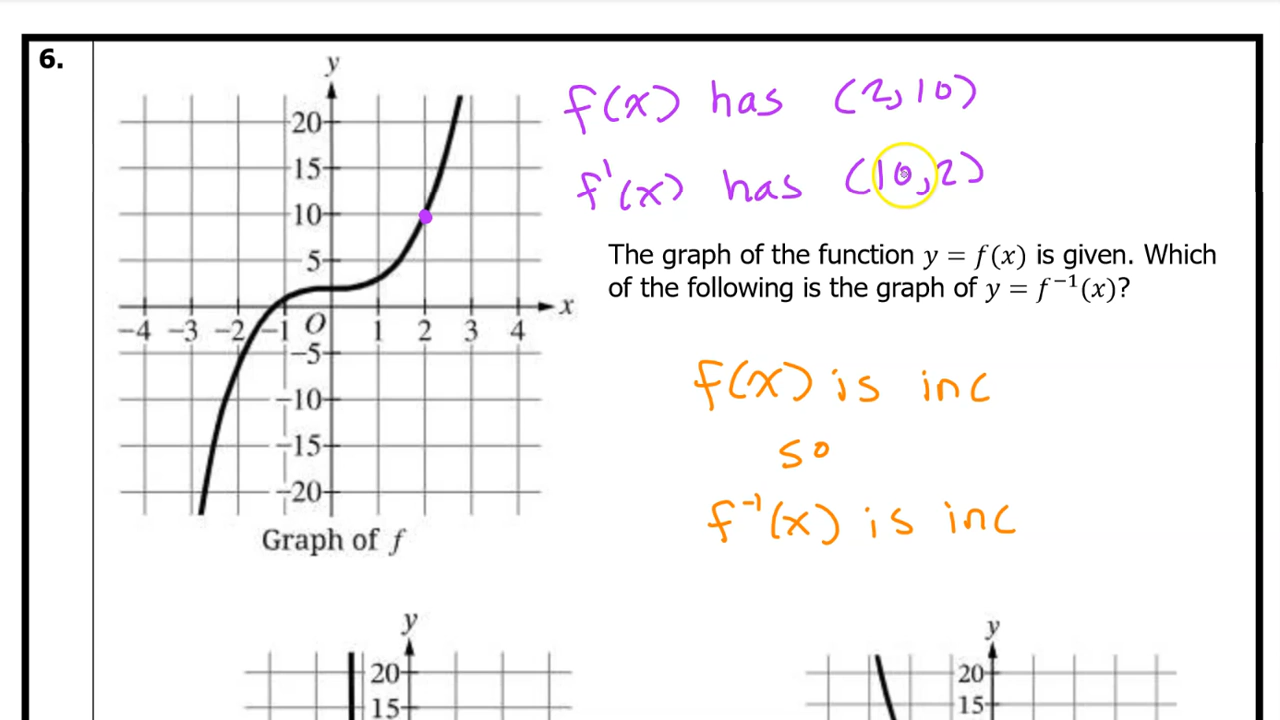 6.
y
20
15
10
5
-4 -3 -2 -1 O 1 2 3 4 x
-5
-10
-15
-20
Graph of f
f(x) has (2,10)
f'(x) has (10,2)
The graph of the function y = f(x) is given. Which
of the following is the graph of y = f⁻¹(x)?
f(x) is inc
so
f⁻¹(x) is inc
y
20
15
y
20
15